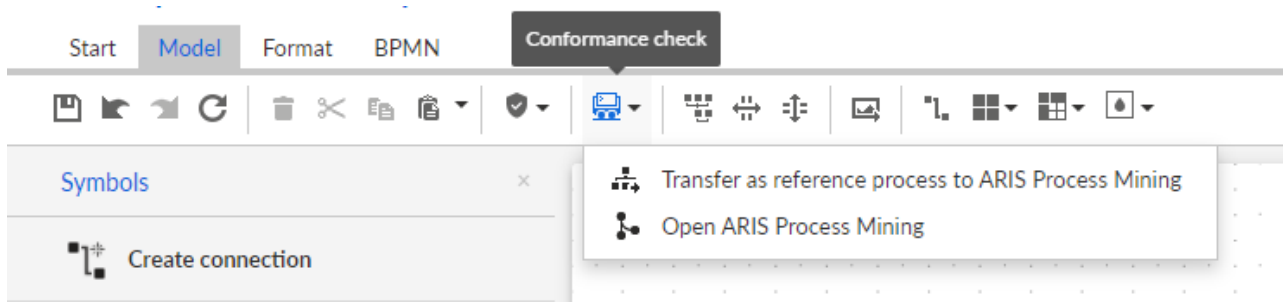 Start Model Format BPMN Conformance check
Symbols ×
Transfer as reference process to ARIS Process Mining
Open ARIS Process Mining
Create connection